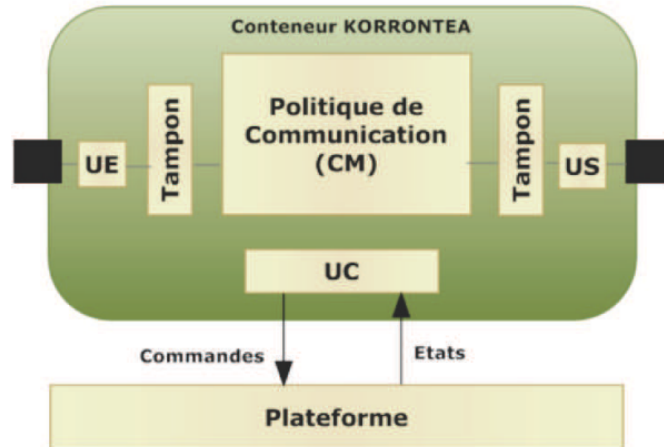 Conteneur KORRONTEA
Politique de
Communication
(CM)
Tampon
Tampon
UE
US
UC
Commandes
Etats
Plateforme